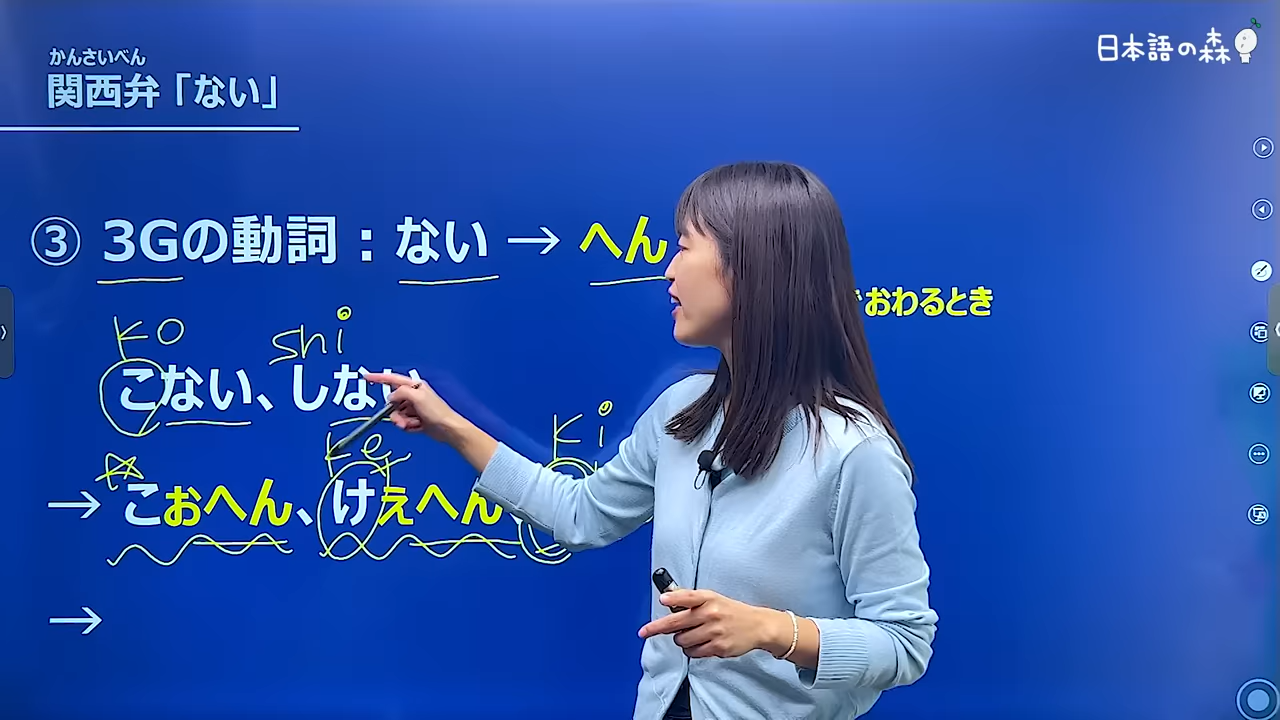 かんさいべん
関西弁「ない」
日本語の森
③ 3Gの動詞：ない → へん
おわるとき
ko shi
こない、しない
ke ki
→ こぉへん、けぇへん
→